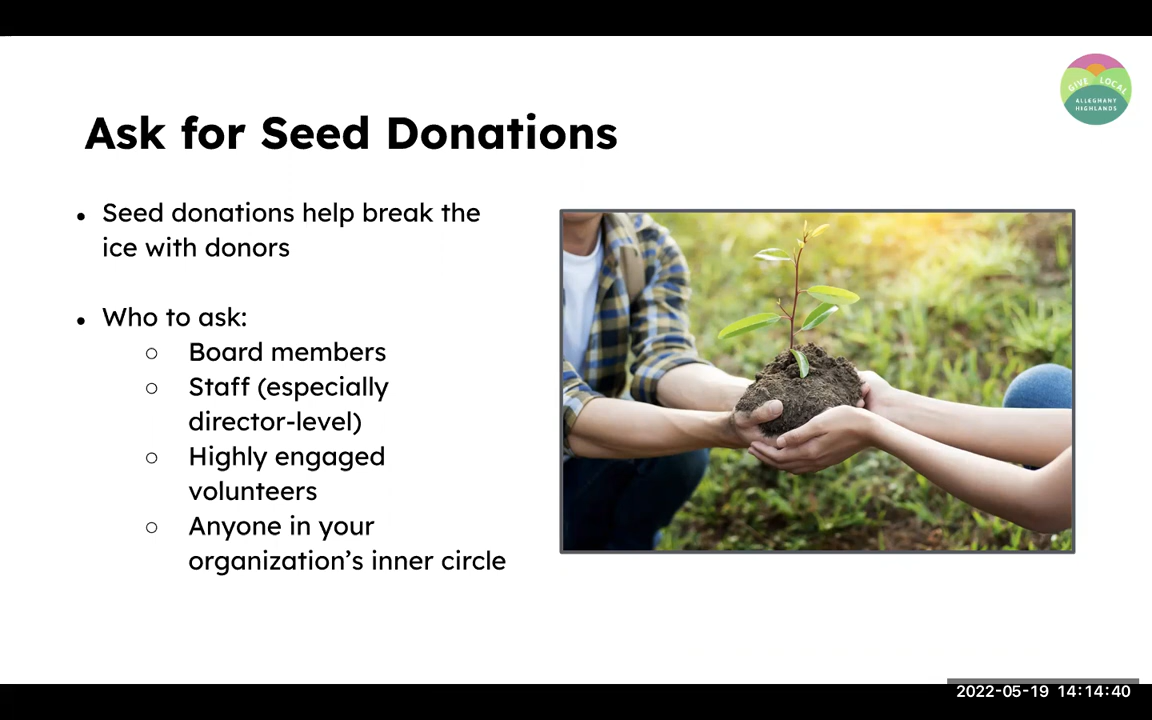 GIVE LOCAL
ALLEGHANY
HIGHLANDS
Ask for Seed Donations
• Seed donations help break the
ice with donors
• Who to ask:
○ Board members
○ Staff (especially
director-level)
○ Highly engaged
volunteers
○ Anyone in your
organization’s inner circle
2022-05-19 14:14:40